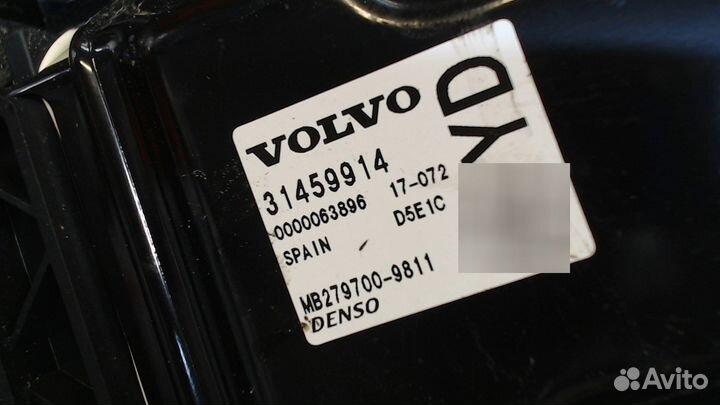 VOLVO
YD
31459914
0000063896 17-072
SPAIN D5E1C
MB279700-9811
DENSO
Avito